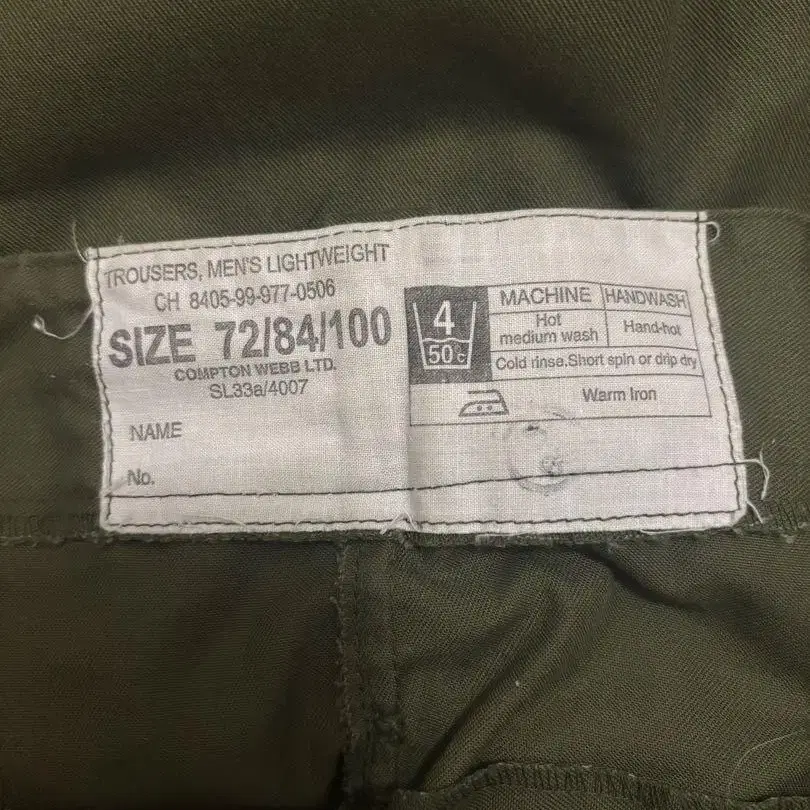 TROUSERS, MEN'S LIGHTWEIGHT
CH 8405-99-977-0506
SIZE 72/84/100
COMPTON WEBB LTD.
SL33a/4007
NAME
No.
4
50°c
MACHINE HANDWASH
Hot
medium wash
Hand-hot
Cold rinse.Short spin or drip dry
Warm Iron